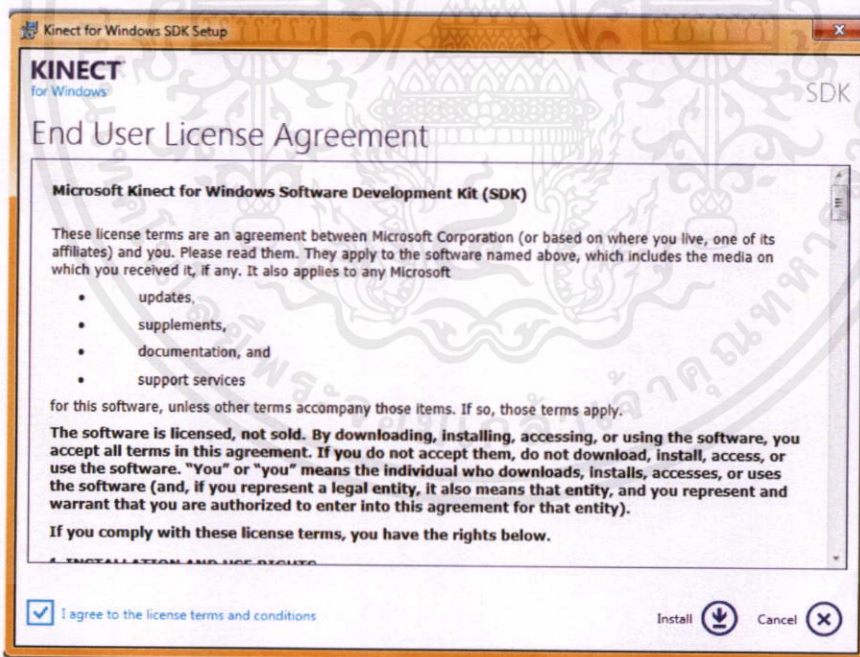 Kinect for Windows SDK Setup
KINECT
for Windows
SDK
End User License Agreement
Microsoft Kinect for Windows Software Development Kit (SDK)
These license terms are an agreement between Microsoft Corporation (or based on where you live, one of its
affiliates) and you. Please read them. They apply to the software named above, which includes the media on
which you received it, if any. It also applies to any Microsoft
• updates,
• supplements,
• documentation, and
• support services
for this software, unless other terms accompany those items. If so, those terms apply.
The software is licensed, not sold. By downloading, installing, accessing, or using the software, you
accept all terms in this agreement. If you do not accept them, do not download, install, access, or
use the software. “You” or “you” means the individual who downloads, installs, accesses, or uses
the software (and, if you represent a legal entity, it also means that entity, and you represent and
warrant that you are authorized to enter into this agreement for that entity).
If you comply with these license terms, you have the rights below.
I agree to the license terms and conditions
Install
Cancel